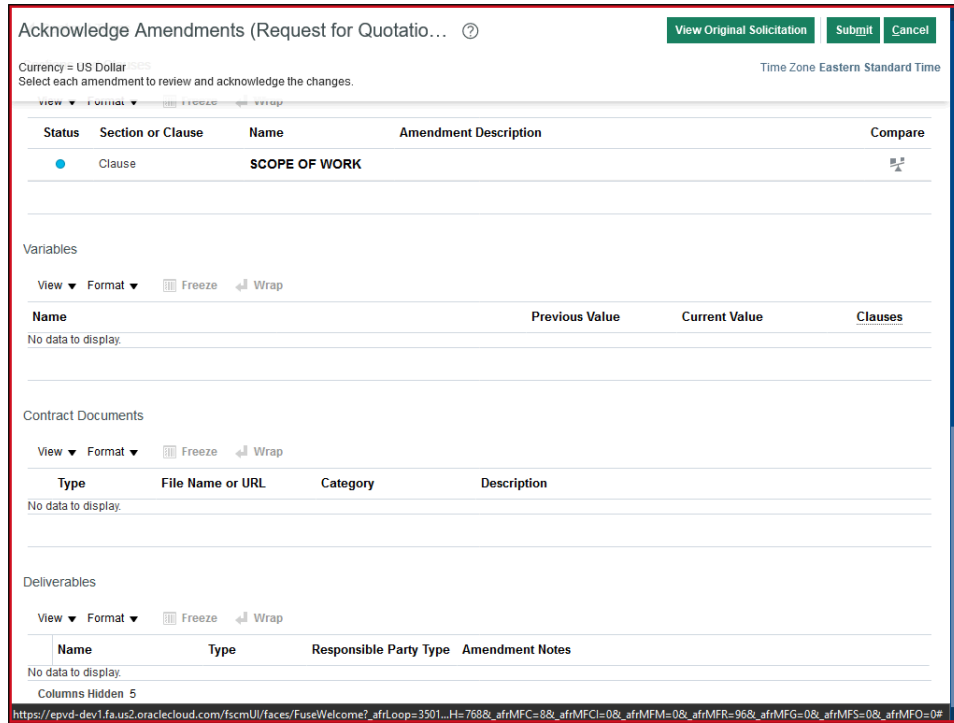 Acknowledge Amendments (Request for Quotatio... ?
View Original Solicitation Submit Cancel
Currency = US Dollar
Time Zone Eastern Standard Time
Select each amendment to review and acknowledge the changes.
View Format Freeze Wrap
Status Section or Clause Name Amendment Description Compare
Clause SCOPE OF WORK
Variables
View Format Freeze Wrap
Name Previous Value Current Value Clauses
No data to display.
Contract Documents
View Format Freeze Wrap
Type File Name or URL Category Description
No data to display.
Deliverables
View Format Freeze Wrap
Name Type Responsible Party Type Amendment Notes
No data to display.
Columns Hidden 5
https://epvd-dev1.fa.us2.oraclecloud.com/fscmUI/faces/FuseWelcome?_afrLoop=3501...H=768&_afrMFC=8&_afrMFCI=0&_afrMFM=0&_afrMFR=96&_afrMFG=0&_afrMFS=0&_afrMFO=0#